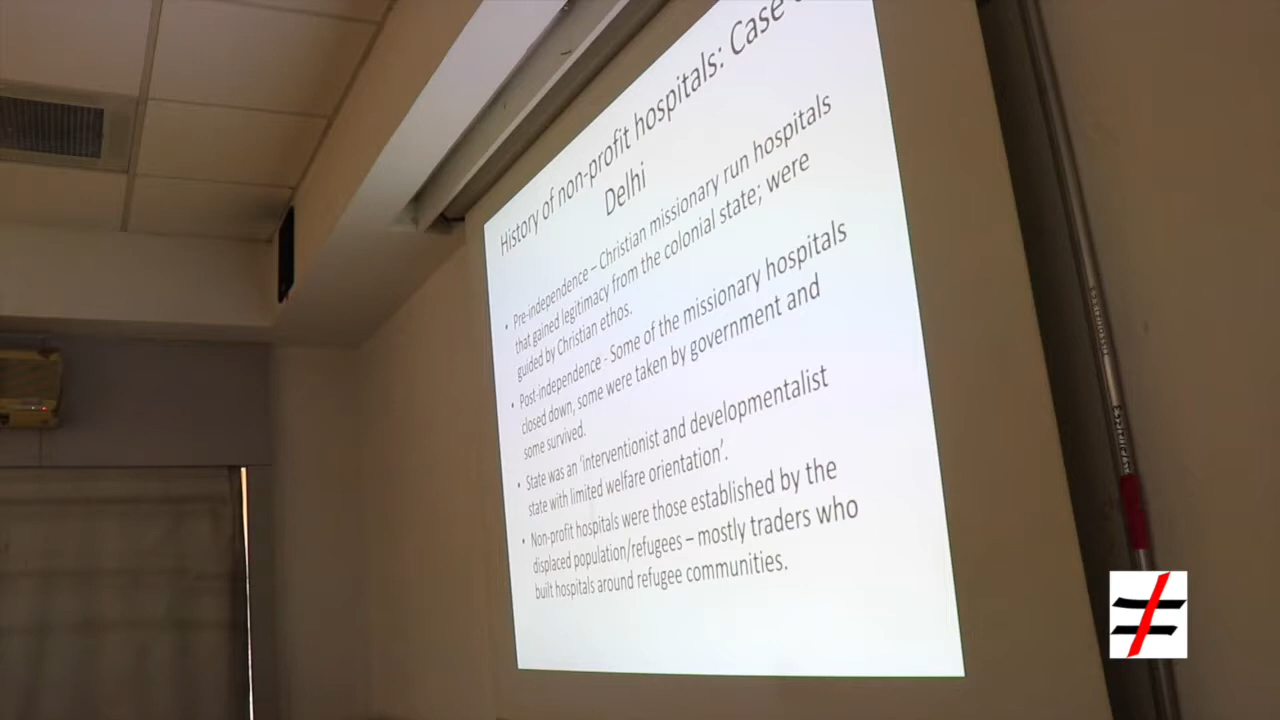 History of non-profit hospitals: Case
Delhi
• Pre-independence – Christian missionary run hospitals
that gained legitimacy from the colonial state; were
guided by Christian ethos.
• Post-independence - Some of the missionary hospitals
closed down, some were taken by government and
some survived.
• State was an 'interventionist and developmentalist
state with limited welfare orientation'.
• Non-profit hospitals were those established by the
displaced population/refugees – mostly traders who
built hospitals around refugee communities.